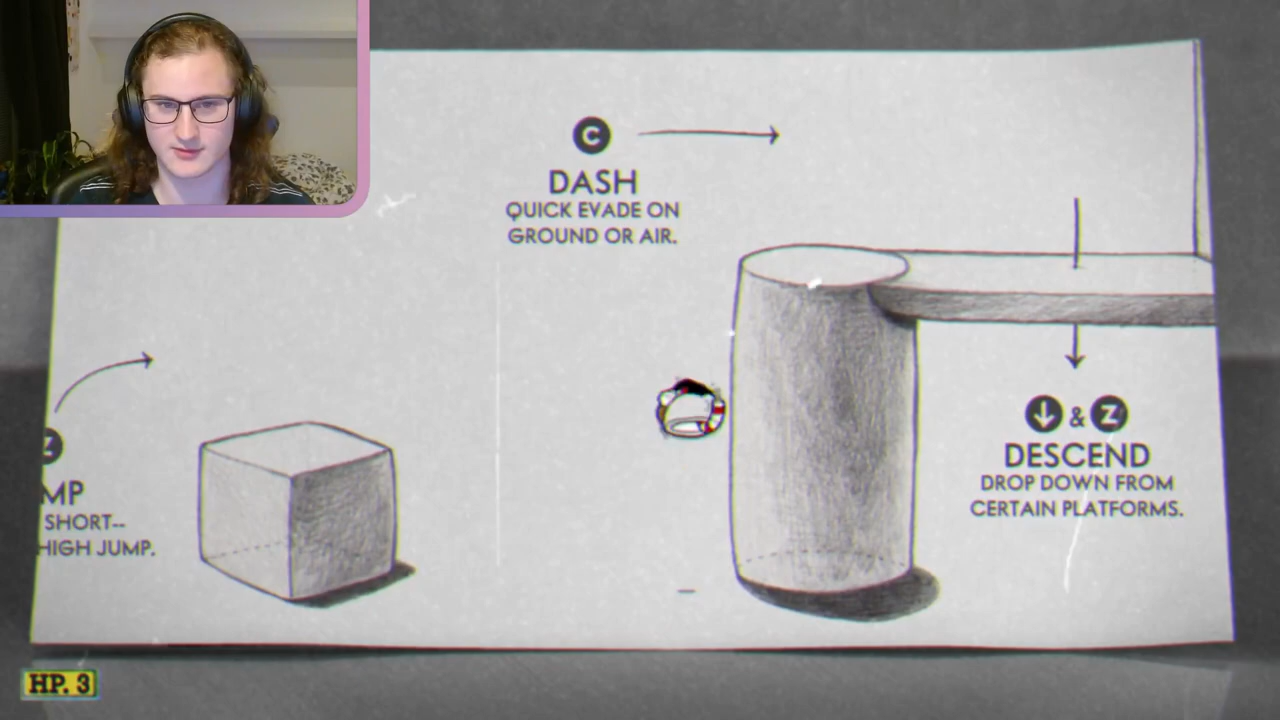 C
DASH
QUICK EVADE ON
GROUND OR AIR.
Z
MP
SHORT--
HIGH JUMP.
& Z
DESCEND
DROP DOWN FROM
CERTAIN PLATFORMS.
HP. 3